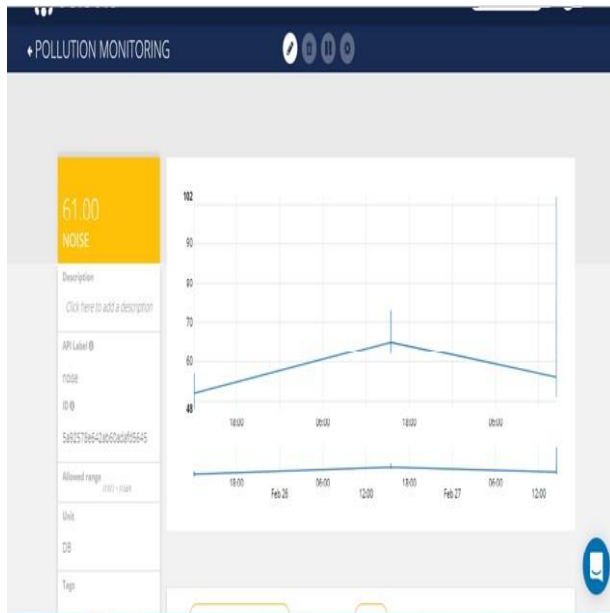 POLLUTION MONITORING
61.00
NOISE
Description
Click here to add a description
API Label
noise
ID
Allowed range
Unit
DB
Tags
102
90
80
70
60
48
18:00 06:00 18:00 06:00
18:00 Feb 26 06:00 12:00 18:00 Feb 27 06:00 12:00